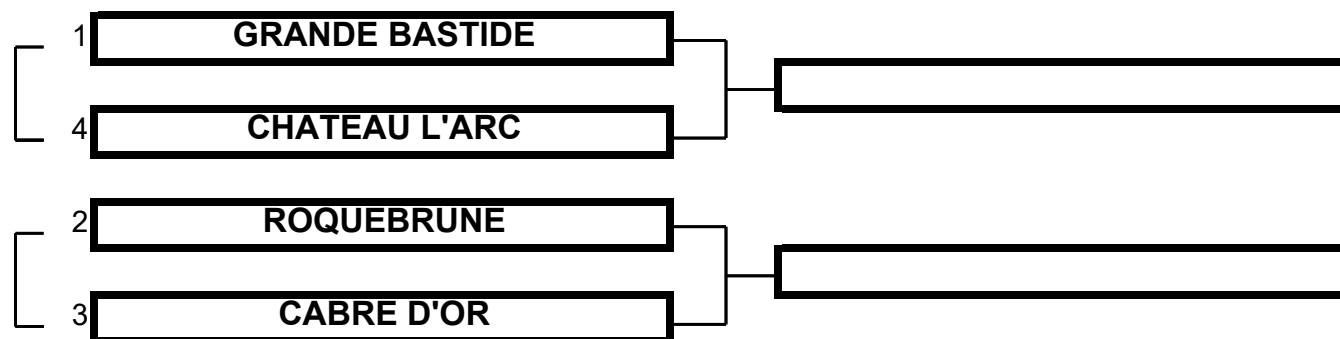 1 GRANDE BASTIDE
4 CHATEAU L'ARC
2 ROQUEBRUNE
3 CABRE D'OR